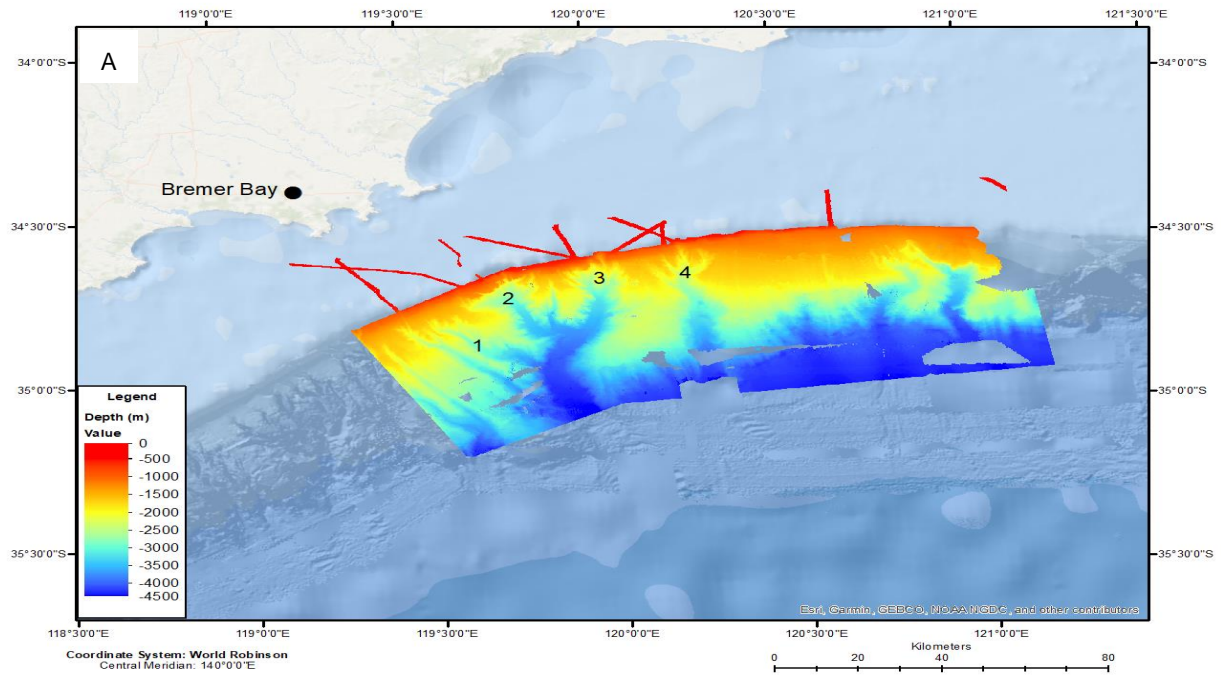 119°0'0"E 119°30'0"E 120°0'0"E 120°30'0"E 121°0'0"E 121°30'0"E
A
34°0'0"S 34°0'0"S
Bremer Bay
34°30'0"S 34°30'0"S
3
4
2
1
35°0'0"S 35°0'0"S
Legend
Depth (m)
Value
0
-500
-1000
-1500
-2000
-2500
-3000
-3500
-4000
-4500
35°30'0"S 35°30'0"S
Esri, Garmin, GEBCO, NOAA NGDC, and other contributors
118°30'0"E 119°0'0"E 119°30'0"E 120°0'0"E 120°30'0"E 121°0'0"E
Coordinate System: World Robinson
Central Meridian: 140°0'0"E
Kilometers
0 20 40 60 80